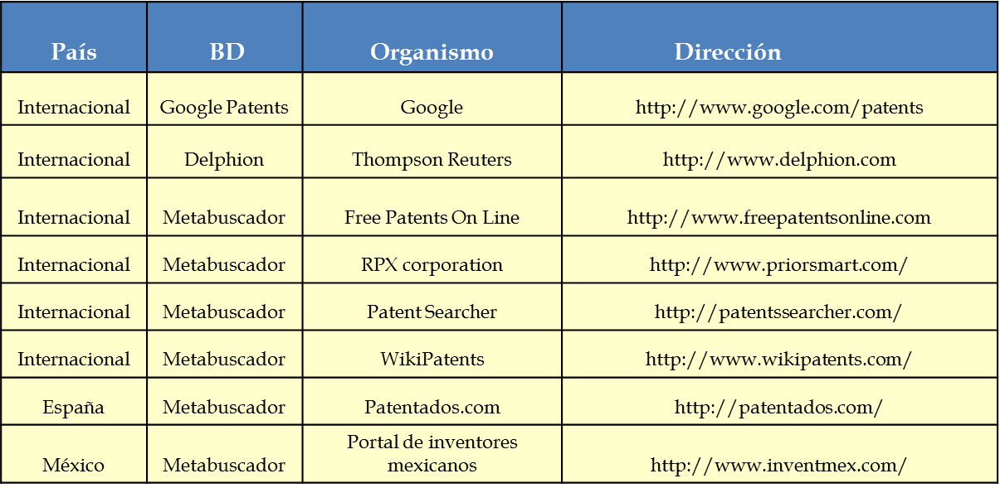 País BD Organismo Dirección
Internacional Google Patents Google http://www.google.com/patents
Internacional Delphion Thompson Reuters http://www.delphion.com
Internacional Metabuscador Free Patents On Line http://www.freepatentsonline.com
Internacional Metabuscador RPX corporation http://www.priorsmart.com/
Internacional Metabuscador Patent Searcher http://patentssearcher.com/
Internacional Metabuscador WikiPatents http://www.wikipatents.com/
España Metabuscador Patentados.com http://patentados.com/
Portal de inventores
México Metabuscador mexicanos http://www.inventmex.com/